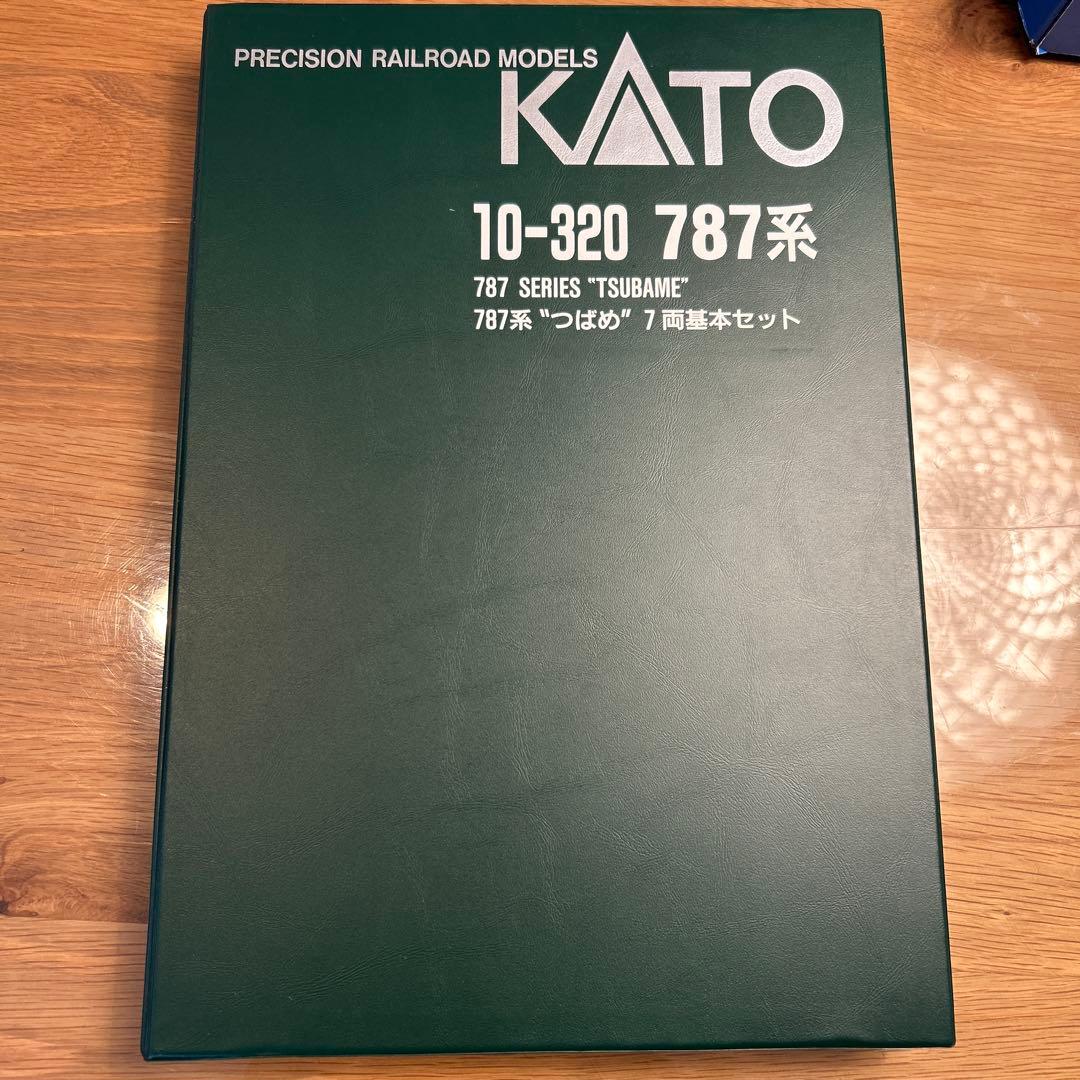 PRECISION RAILROAD MODELS
KATO
10-320 787系
787 SERIES "TSUBAME"
787系 "つばめ" 7両基本セット